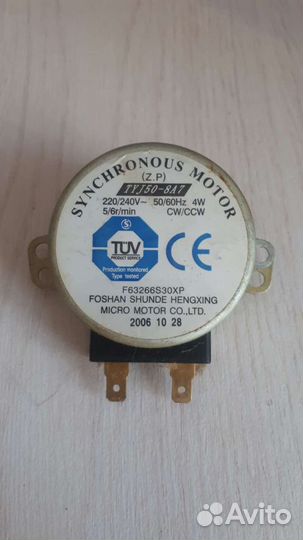 SYNCHRONOUS MOTOR
(Z.P)
TYJ50-8A7
220/240V~ 50/60Hz 4W
5/6r/min CW/CCW
TÜV
PRODUCT SERVICE
Production monitored
Type tested
CE
F63266S30XP
FOSHAN SHUNDE HENGXING
MICRO MOTOR CO.,LTD.
2006 10 28
Avito